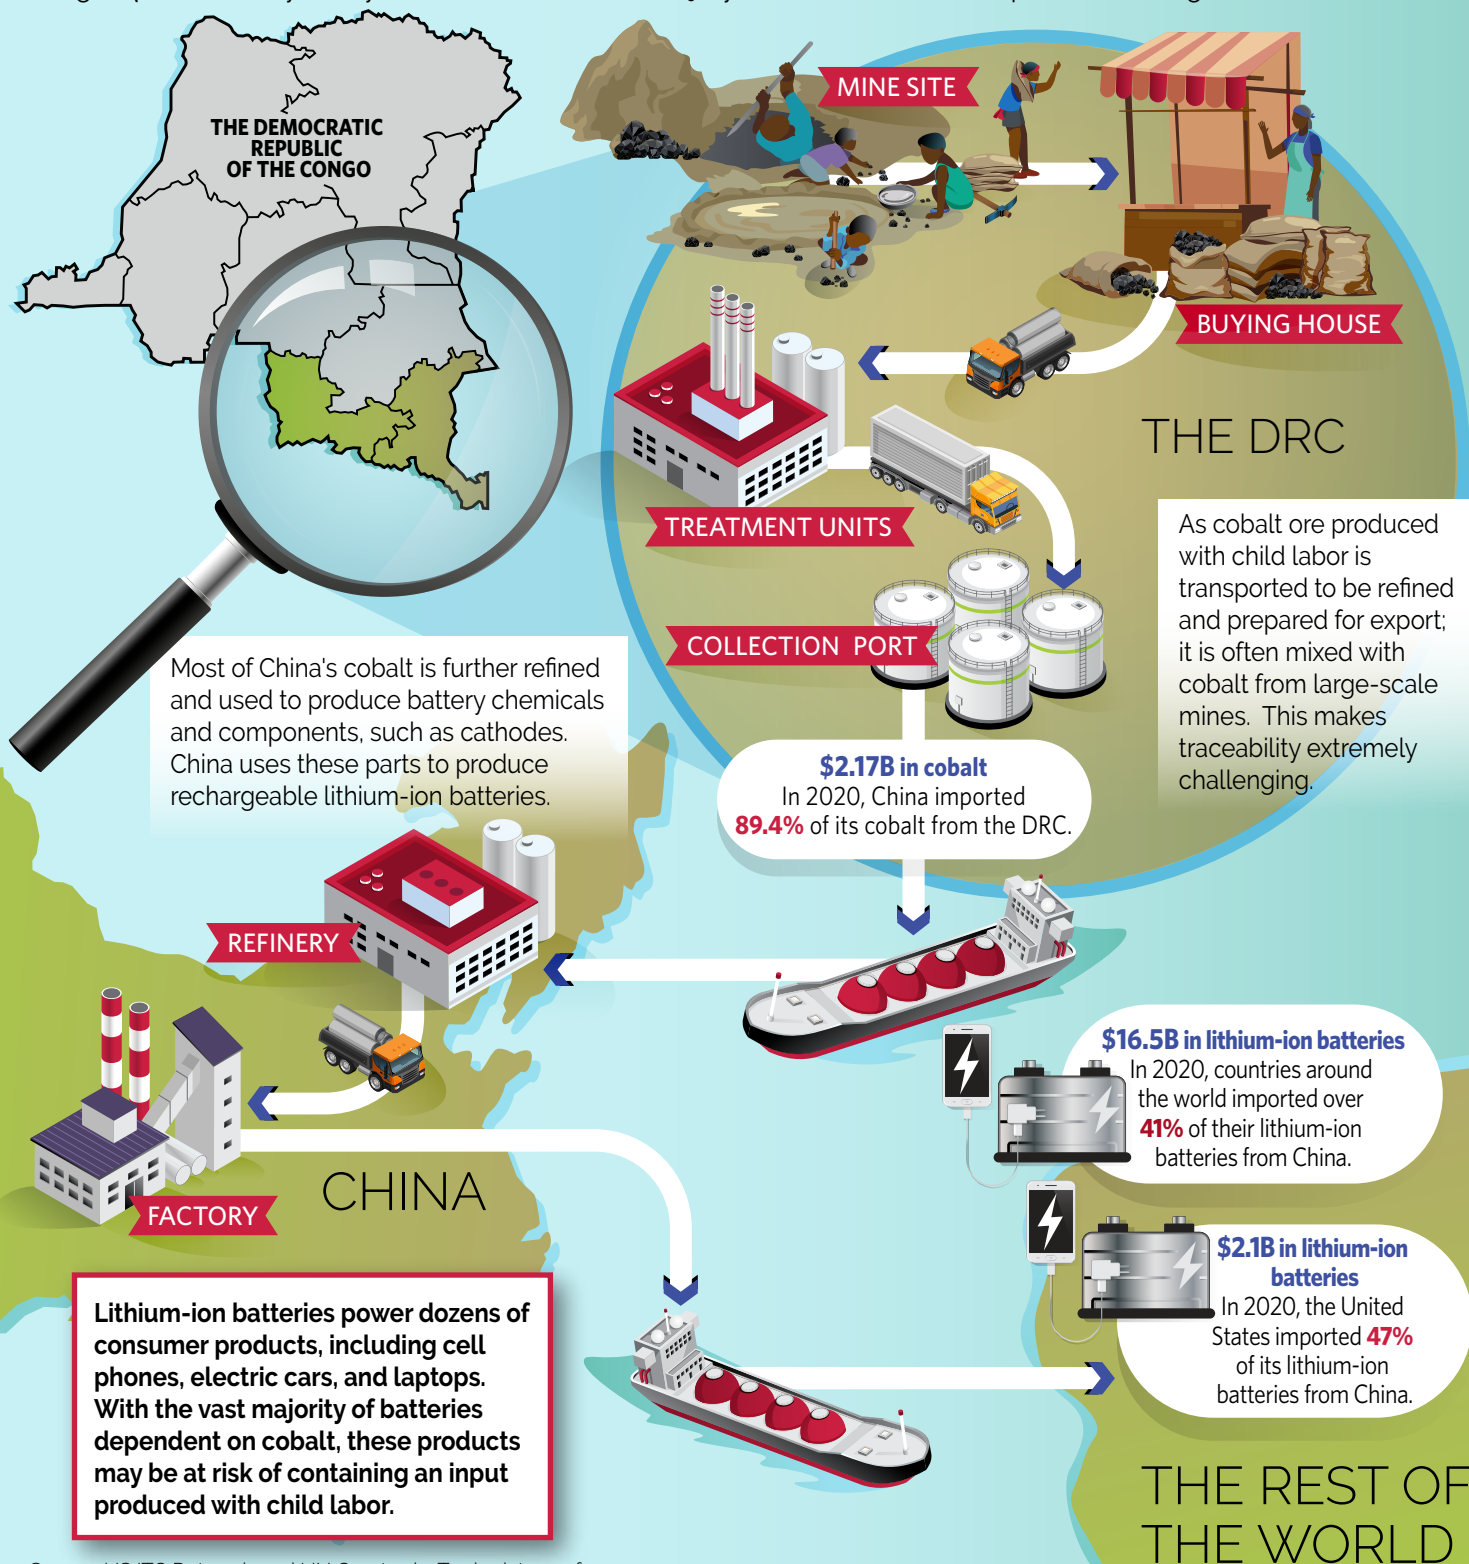 THE DEMOCRATIC
REPUBLIC
OF THE CONGO
MINE SITE
BUYING HOUSE
THE DRC
TREATMENT UNITS
COLLECTION PORT
As cobalt ore produced
with child labor is
transported to be refined
and prepared for export;
it is often mixed with
cobalt from large-scale
mines. This makes
traceability extremely
challenging.
Most of China's cobalt is further refined
and used to produce battery chemicals
and components, such as cathodes.
China uses these parts to produce
rechargeable lithium-ion batteries.
$2.17B in cobalt
In 2020, China imported
89.4% of its cobalt from the DRC.
REFINERY
$16.5B in lithium-ion batteries
In 2020, countries around
the world imported over
41% of their lithium-ion
batteries from China.
CHINA
FACTORY
$2.1B in lithium-ion
batteries
In 2020, the United
States imported 47%
of its lithium-ion
batteries from China.
Lithium-ion batteries power dozens of
consumer products, including cell
phones, electric cars, and laptops.
With the vast majority of batteries
dependent on cobalt, these products
may be at risk of containing an input
produced with child labor.
THE REST OF
THE WORLD